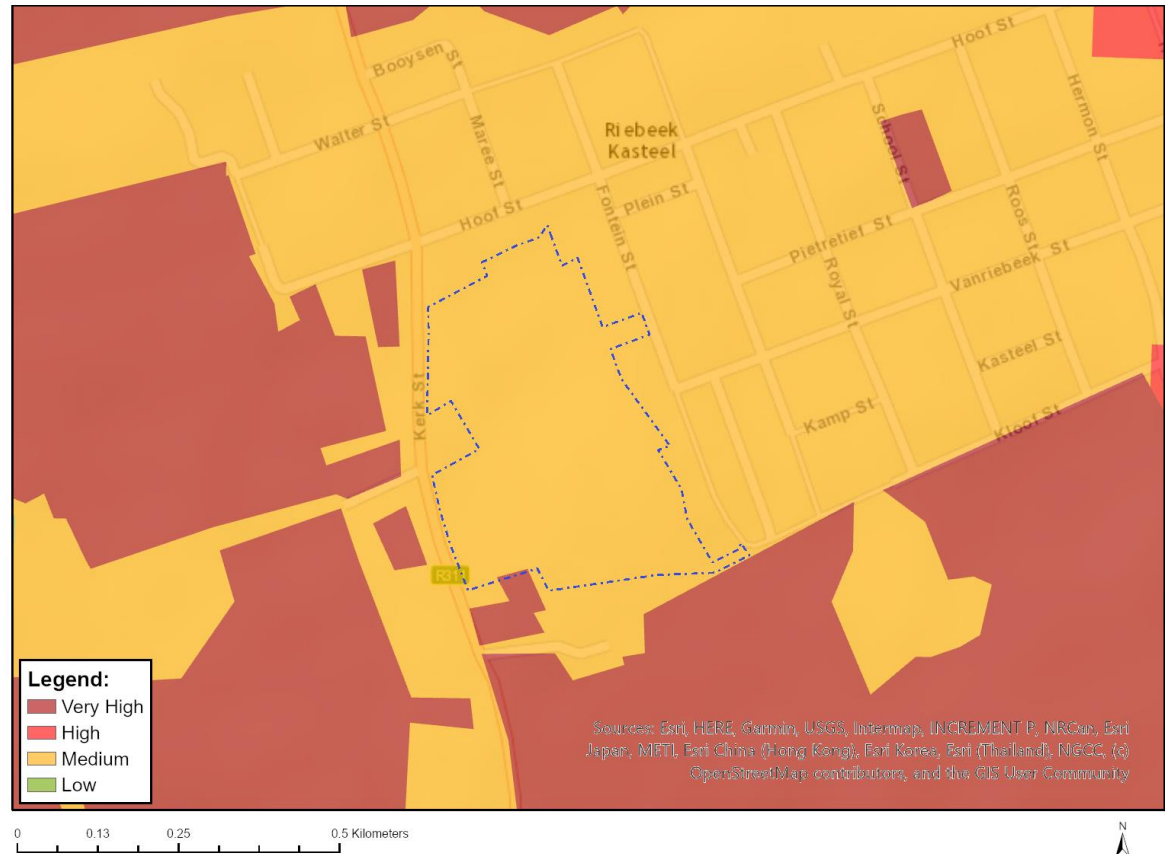 Booysen St
Walter St
Maree St
Hoof St
Riebeek
Kasteel
Fontein St
Plein St
School St
Hoof St
Hermon St
Pietretief St
Roos St
Royal St
Vanriebeek St
Kasteel St
Kamp St
Kloof St
Kerk St
Legend:
Very High
High
Medium
Low
Sources: Esri, HERE, Garmin, USGS, Intermap, INCREMENT P, NRCan, Esri
Japan, METI, Esri China (Hong Kong), Esri Korea, Esri (Thailand), NGCC, (c)
OpenStreetMap contributors, and the GIS User Community
0 0.13 0.25 0.5 Kilometers
N